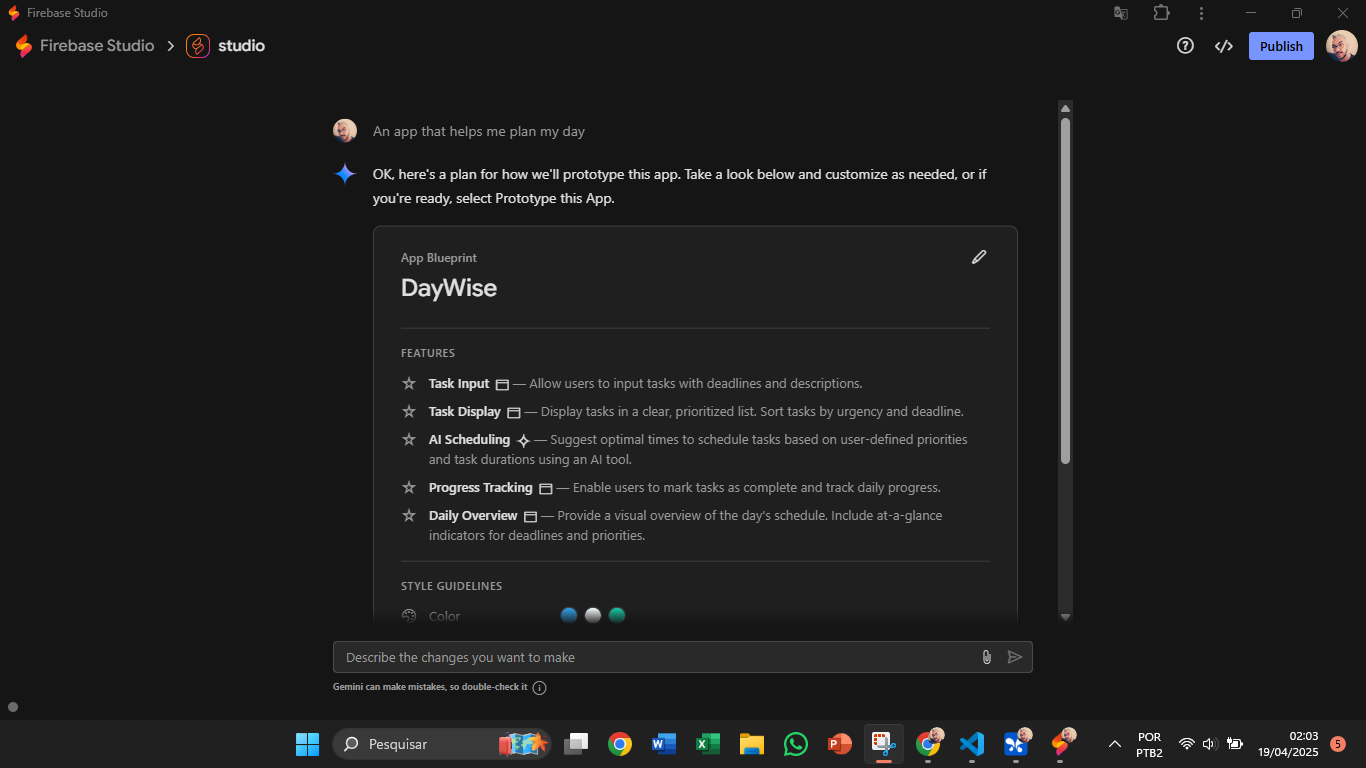 Firebase Studio
Firebase Studio > studio
Publish
An app that helps me plan my day
OK, here's a plan for how we'll prototype this app. Take a look below and customize as needed, or if
you're ready, select Prototype this App.
App Blueprint
DayWise
FEATURES
Task Input — Allow users to input tasks with deadlines and descriptions.
Task Display — Display tasks in a clear, prioritized list. Sort tasks by urgency and deadline.
AI Scheduling — Suggest optimal times to schedule tasks based on user-defined priorities
and task durations using an AI tool.
Progress Tracking — Enable users to mark tasks as complete and track daily progress.
Daily Overview — Provide a visual overview of the day's schedule. Include at-a-glance
indicators for deadlines and priorities.
STYLE GUIDELINES
Color
Describe the changes you want to make
Gemini can make mistakes, so double-check it
Pesquisar
POR
PTB2
02:03
19/04/2025
5